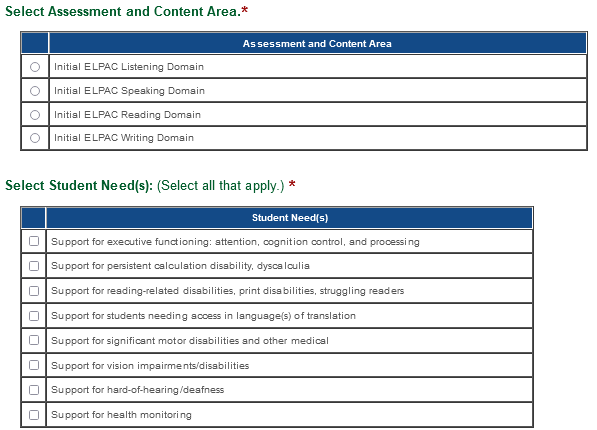 Select Assessment and Content Area.*
Assessment and Content Area
Initial ELPAC Listening Domain
Initial ELPAC Speaking Domain
Initial ELPAC Reading Domain
Initial ELPAC Writing Domain
Select Student Need(s): (Select all that apply.) *
Student Need(s)
Support for executive functioning: attention, cognition control, and processing
Support for persistent calculation disability, dyscalculia
Support for reading-related disabilities, print disabilities, struggling readers
Support for students needing access in language(s) of translation
Support for significant motor disabilities and other medical
Support for vision impairments/disabilities
Support for hard-of-hearing/deafness
Support for health monitoring